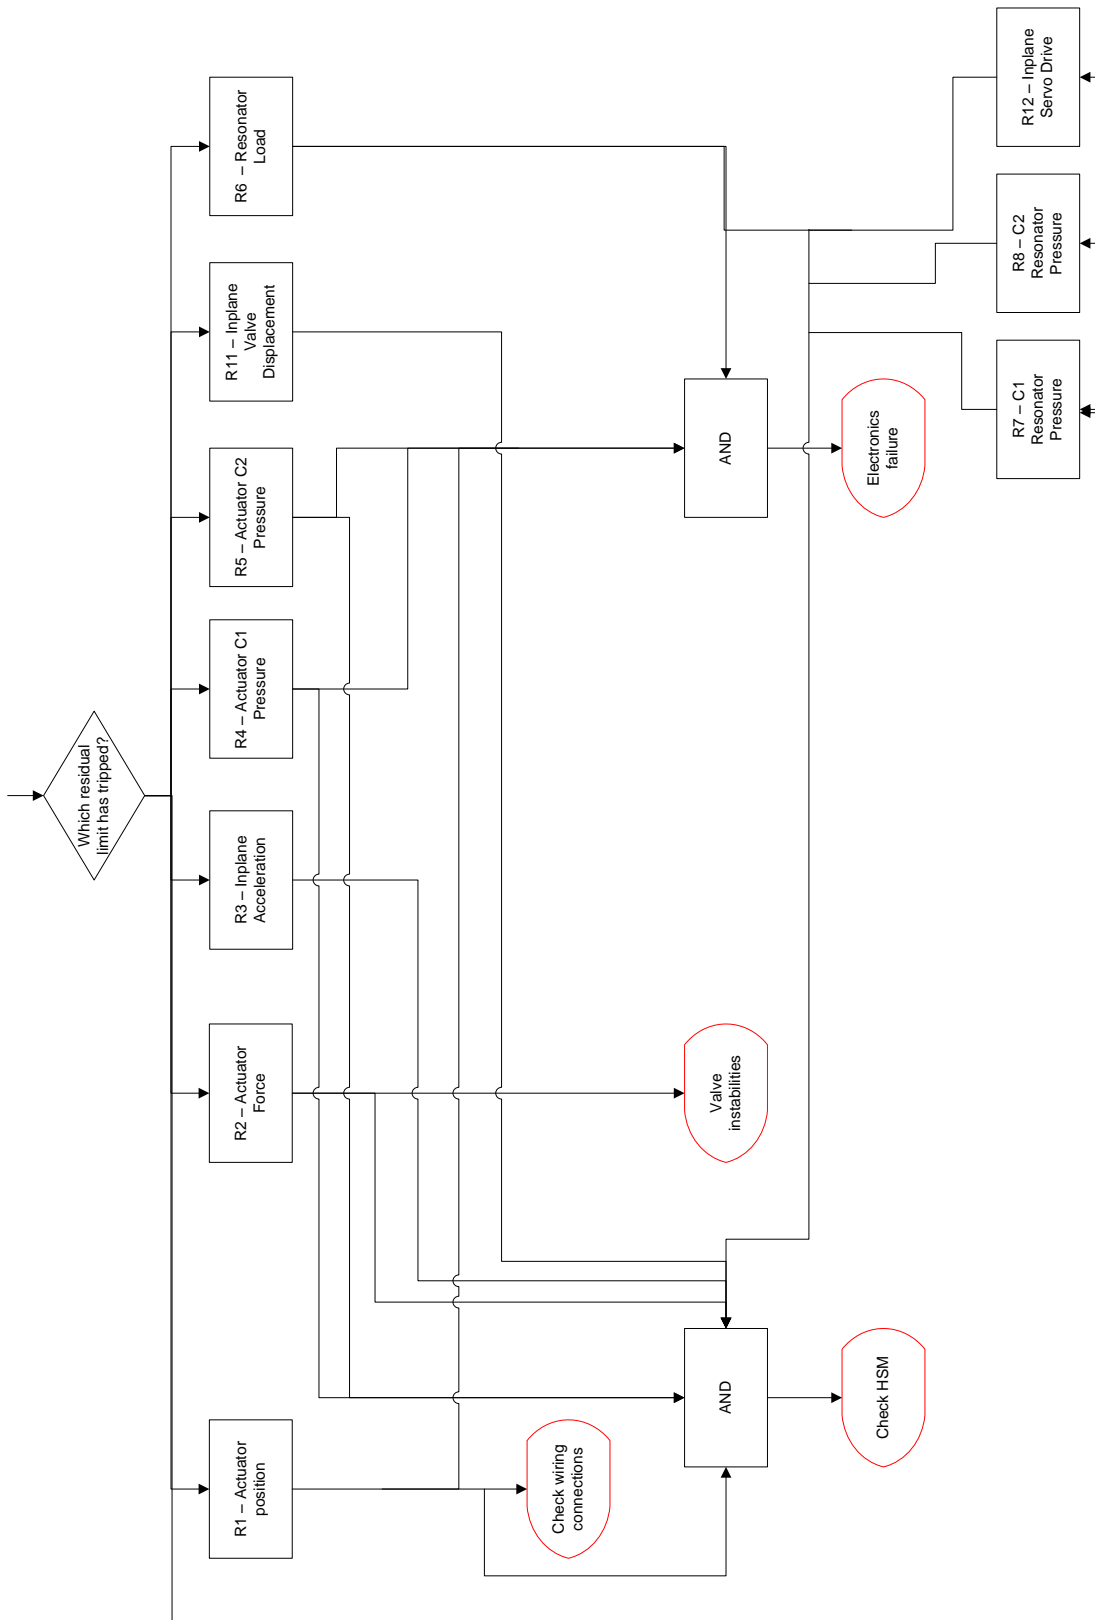 Which residual
limit has tripped?
R1 – Actuator
position
R2 – Actuator
Force
R3 – Inplane
Acceleration
R4 – Actuator C1
Pressure
R5 – Actuator C2
Pressure
R11 – Inplane
Valve
Displacement
R6 – Resonator
Load
Check wiring
connections
AND
Valve
instabilities
AND
Check HSM
Electronics
failure
R7 – C1
Resonator
Pressure
R8 – C2
Resonator
Pressure
R12 – Inplane
Servo Drive